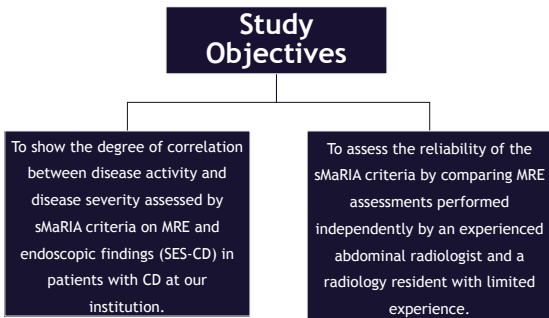 Study
Objectives
To show the degree of correlation
between disease activity and
disease severity assessed by
sMaRIA criteria on MRE and
endoscopic findings (SES-CD) in
patients with CD at our
institution.
To assess the reliability of the
sMaRIA criteria by comparing MRE
assessments performed
independently by an experienced
abdominal radiologist and a
radiology resident with limited
experience.